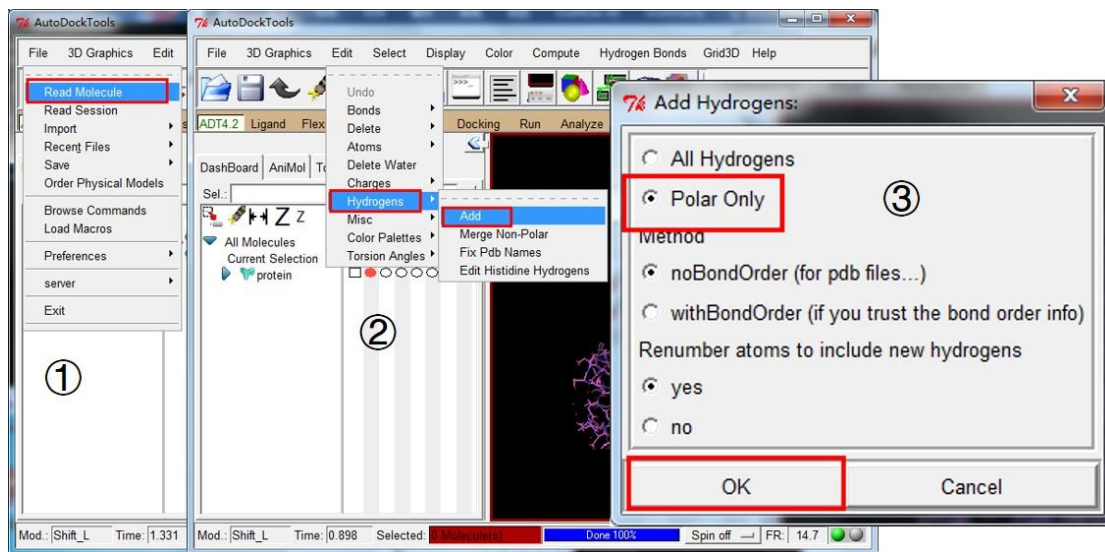 AutoDockTools
File 3D Graphics Edit
Read Molecule
Read Session
Import
Recent Files
Save
Order Physical Models
Browse Commands
Load Macros
Preferences
server
Exit
①
Mod.: Shift_L Time: 1.331
AutoDockTools
File 3D Graphics Edit Select Display Color Compute Hydrogen Bonds Grid3D Help
ADT4.2 Ligand Flex Docking Run Analyze
DashBoard AniMol To
Sel.:
Z Z
All Molecules
Current Selection
protein
Undo
Bonds
Delete
Atoms
Delete Water
Charges
Hydrogens
Misc
Color Palettes
Torsion Angles
Add
Merge Non-Polar
Fix Pdb Names
Edit Histidine Hydrogens
②
Mod.: Shift_L Time: 0.898 Selected: 0 Molecule(s) Done 100% Spin off FR: 14.7
Add Hydrogens:
All Hydrogens
Polar Only
③
Method
noBondOrder (for pdb files...)
withBondOrder (if you trust the bond order info)
Renumber atoms to include new hydrogens
yes
no
OK Cancel